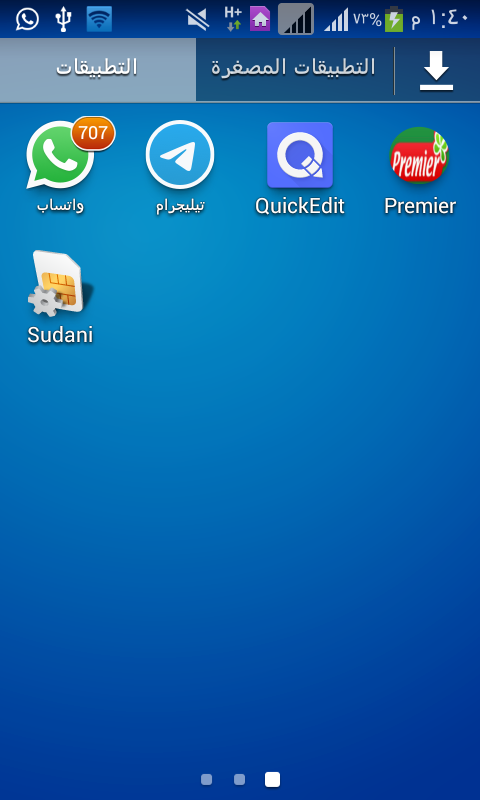 H+ ٧٣% ١:٤٠ م
التطبيقات
التطبيقات المصغرة
707
Premier
واتساب
تيليجرام
QuickEdit
Premier
Sudani